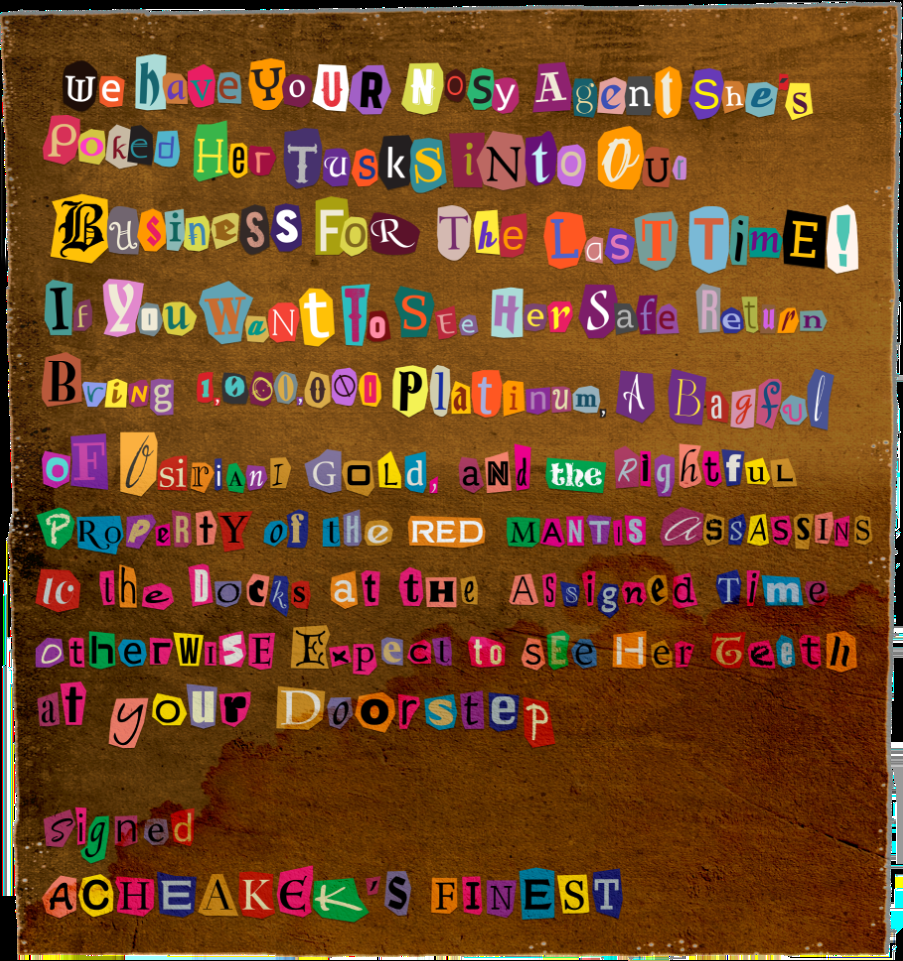 We have YoUR NoSy Agent She's
Poked Her TuskS iNto Our
BusinesS FoR The LasT TimE!
If You WaNt To See Her Safe Return
Bring 1,000,000 Platinum, A Bagful
oF OsirianI Gold, aNd the Rightful
PRoperty of the RED MANTIS ASSASSINS
to the Docks at the Assigned Time
otherwiSE Expect to sEe Her Teeth
at your Doorstep
Signed
ACHEAKEK'S FINEST